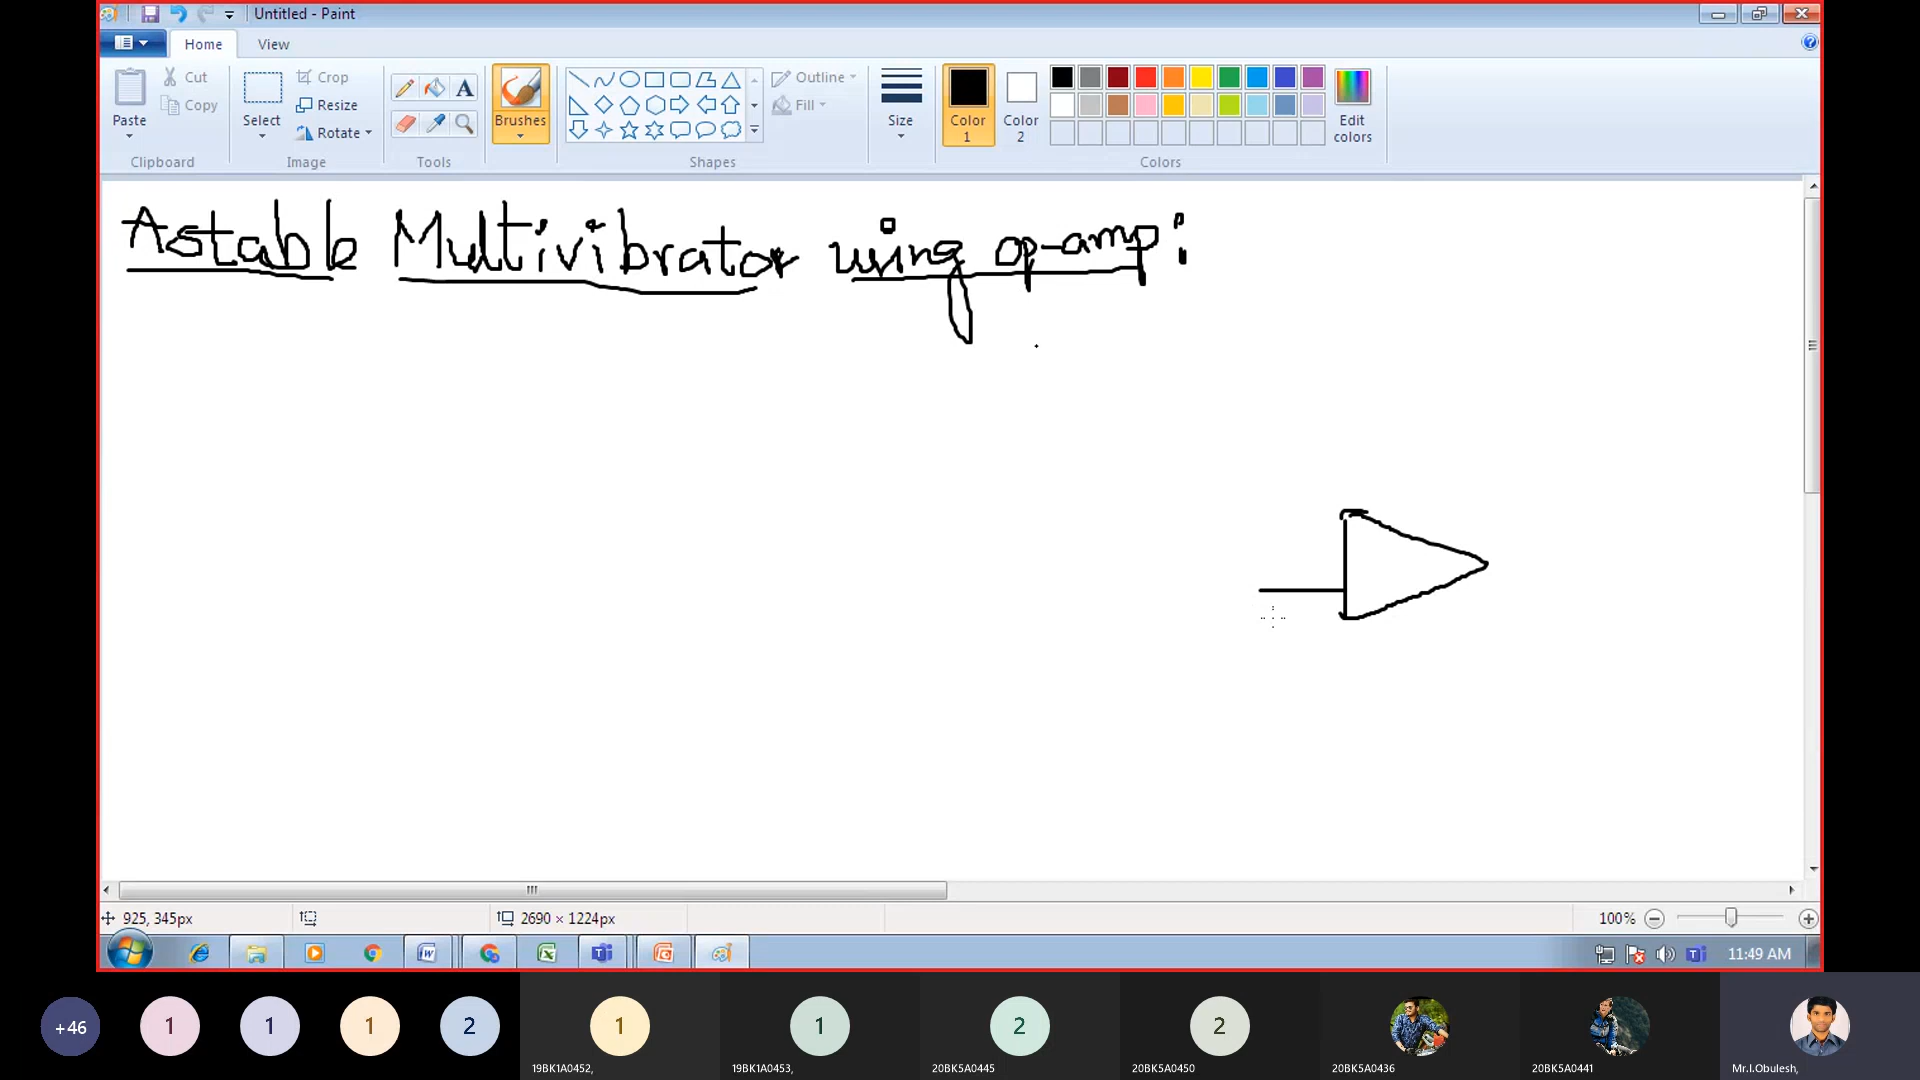 Untitled - Paint
Home View
Paste
Cut
Copy
Clipboard
Select
Crop
Resize
Rotate
Image
Tools
Brushes
Shapes
Outline
Fill
Size
Color 1
Color 2
Edit colors
Colors
Astable Multivibrator using op-amp:
925, 345px
2690 × 1224px
100%
11:49 AM
+46 1 1 1 2 1 1 2 2
19BK1A0452, 19BK1A0453, 20BK5A0445 20BK5A0450 20BK5A0436 20BK5A0441 Mr.I.Obulesh,